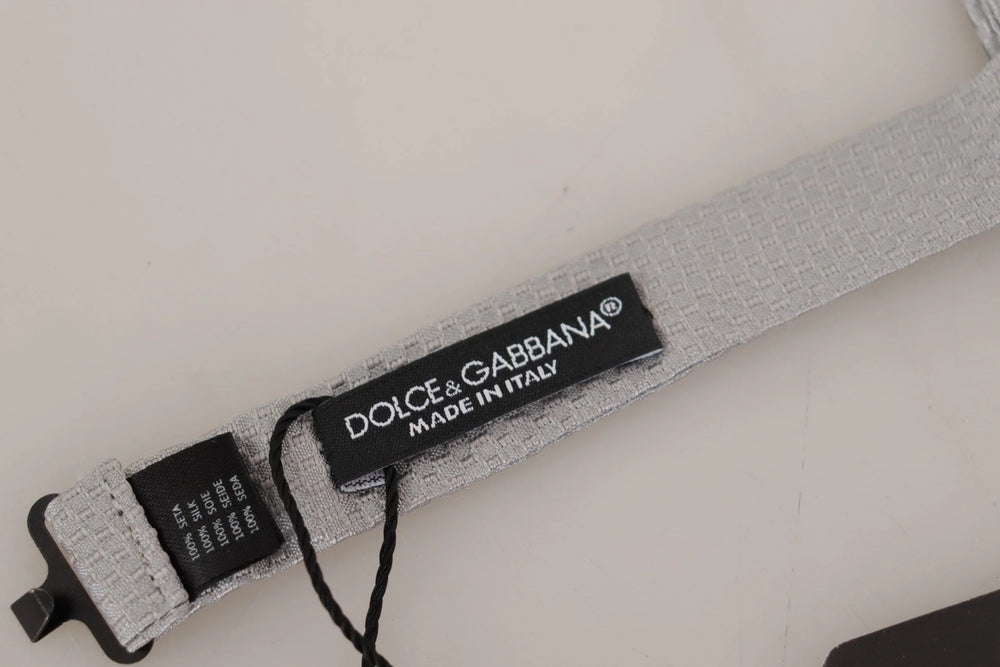 DOLCE & GABBANA®
MADE IN ITALY
100% SETA
100% SILK
100% SOIE
100% SEIDE
100% SEDA